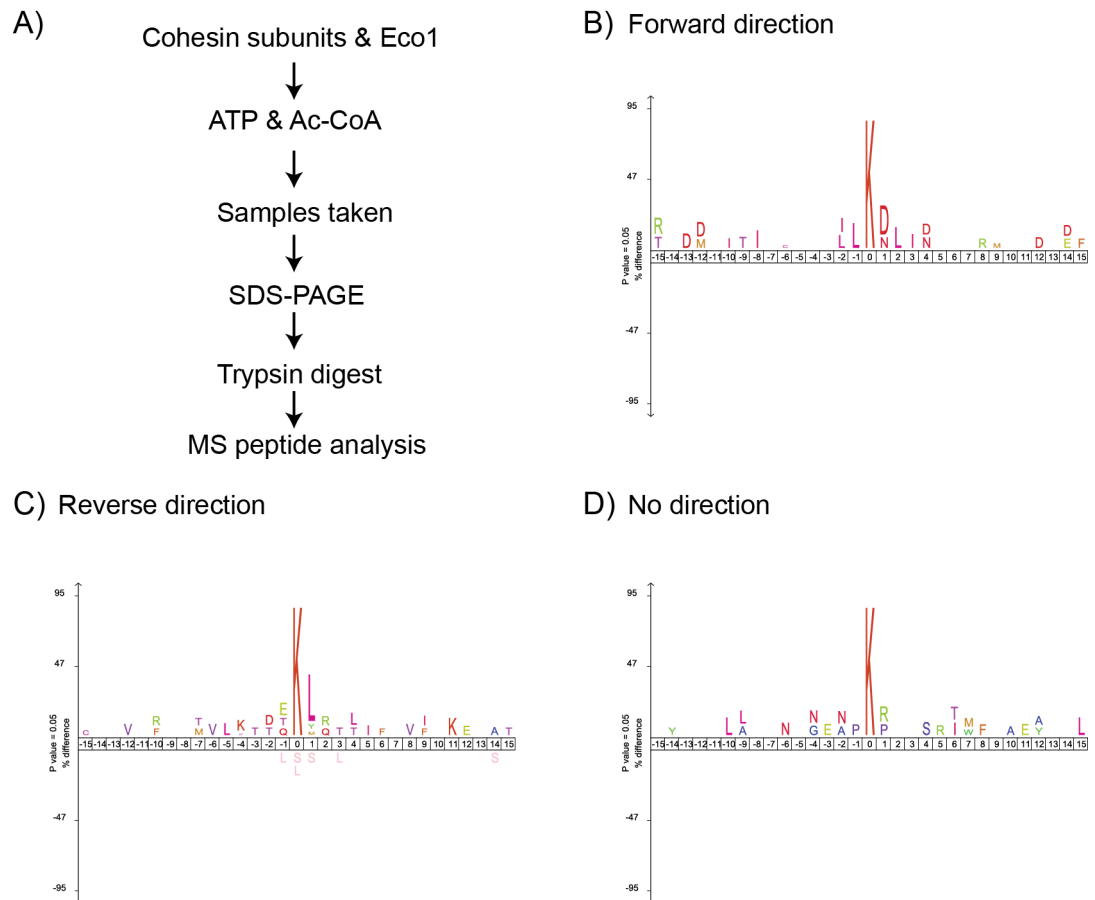 A)
Cohesin subunits & Eco1
ATP & Ac-CoA
Samples taken
SDS-PAGE
Trypsin digest
MS peptide analysis
B) Forward direction
95
47
R I D
D D I L K D L I N D D
T M I T I C L N R M E F
P value = 0.05
% difference
-15 -14 -13 -12 -11 -10 -9 -8 -7 -6 -5 -4 -3 -2 -1 0 1 2 3 4 5 6 7 8 9 10 11 12 13 14 15
-47
-95
C) Reverse direction
95
47
K
E L
R T K D T Y R L I K
C V F M V L T T Q M Q T T I F V F E A T
P value = 0.05
% difference
-15 -14 -13 -12 -11 -10 -9 -8 -7 -6 -5 -4 -3 -2 -1 0 1 2 3 4 5 6 7 8 9 10 11 12 13 14 15
L S S L S
L
-47
-95
D) No direction
95
47
K
L N N R T M A
Y L A N G E A P P S R I W F A E Y L
P value = 0.05
% difference
-15 -14 -13 -12 -11 -10 -9 -8 -7 -6 -5 -4 -3 -2 -1 0 1 2 3 4 5 6 7 8 9 10 11 12 13 14 15
-47
-95